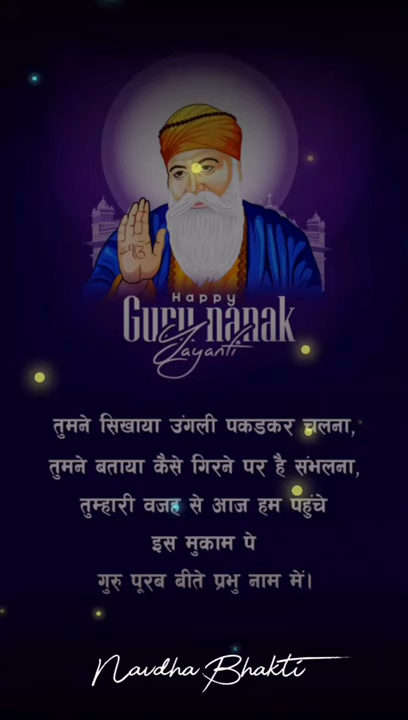 Happy
Guru nanak
Jayanti
तुमने सिखाया उंगली पकडकर चलना,
तुमने बताया कैसे गिरने पर है संभलना,
तुम्हारी वजह से आज हम पहुंचे
इस मुकाम पे
गुरु पूरब बीते प्रभु नाम में।
Navdha Bhakti